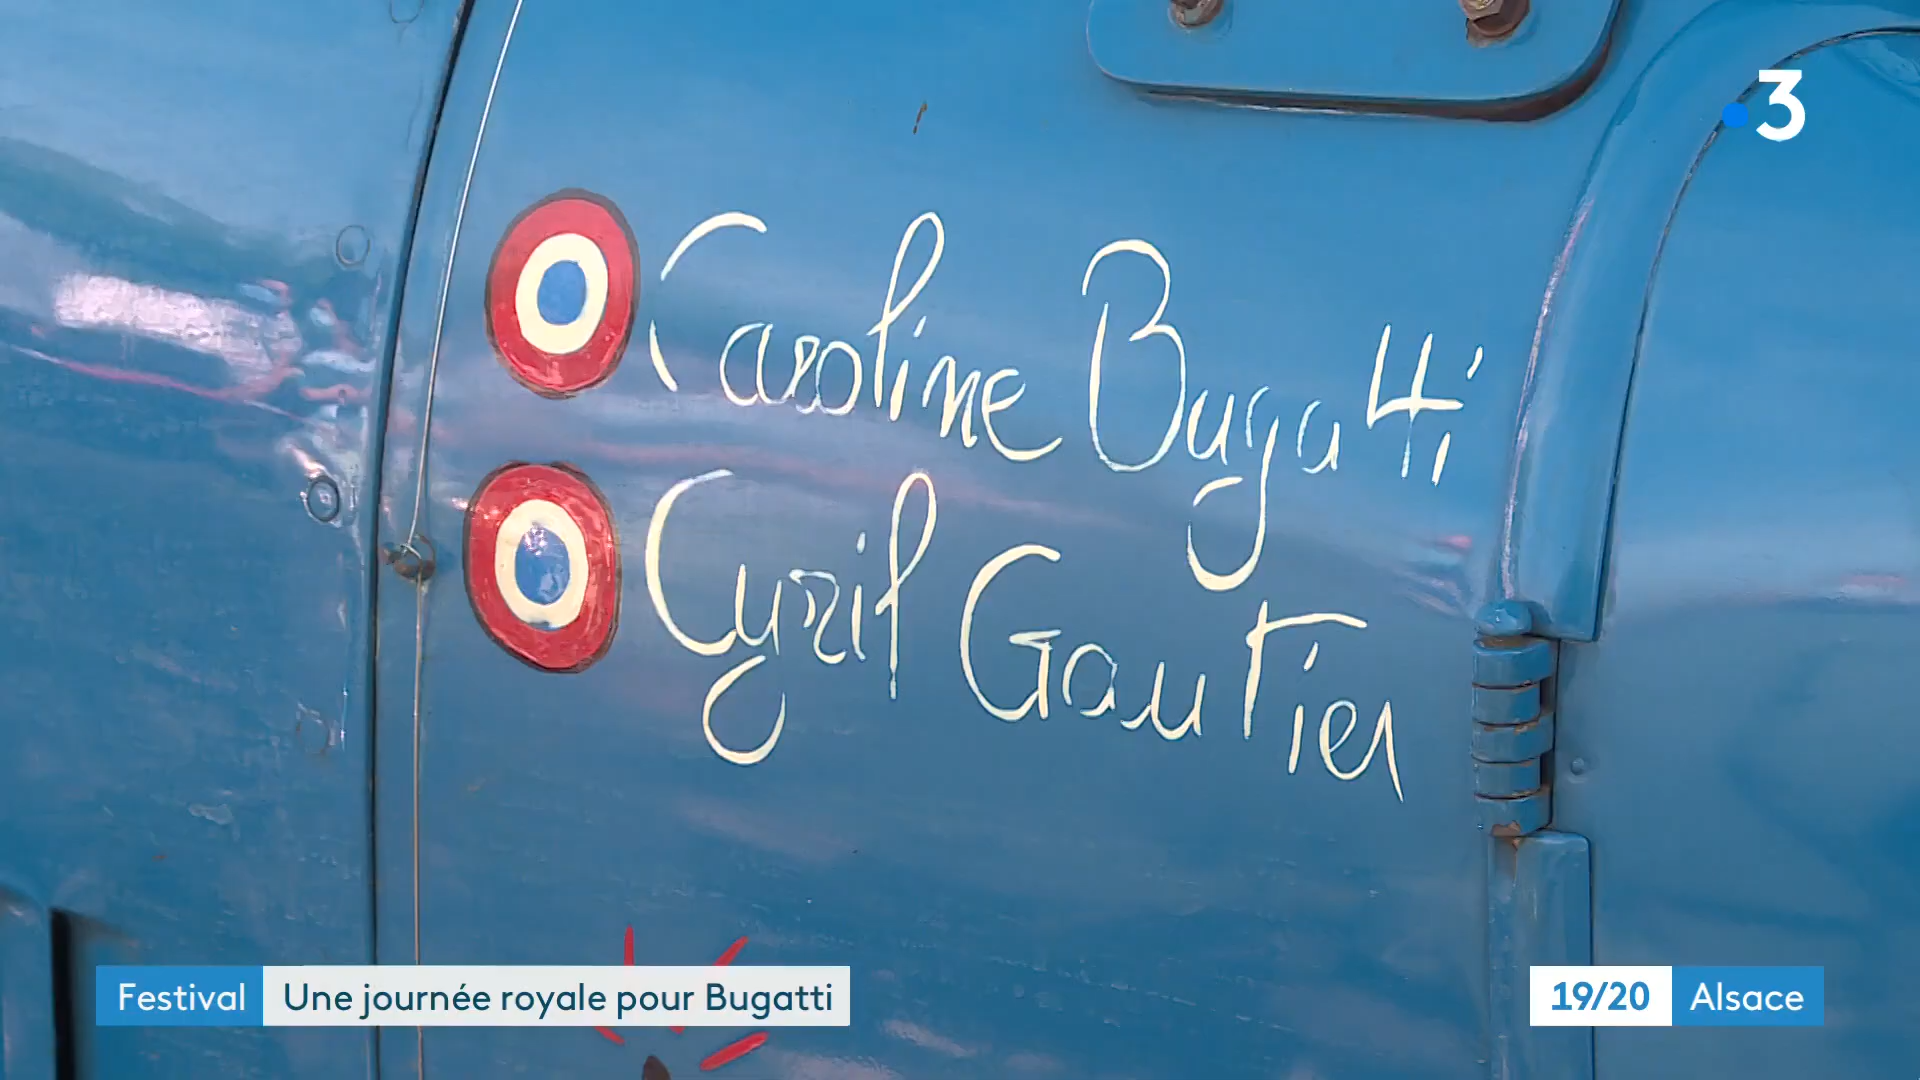 3
Caroline Bugatti
Cyril Gautier
Festival Une journée royale pour Bugatti
19/20 Alsace